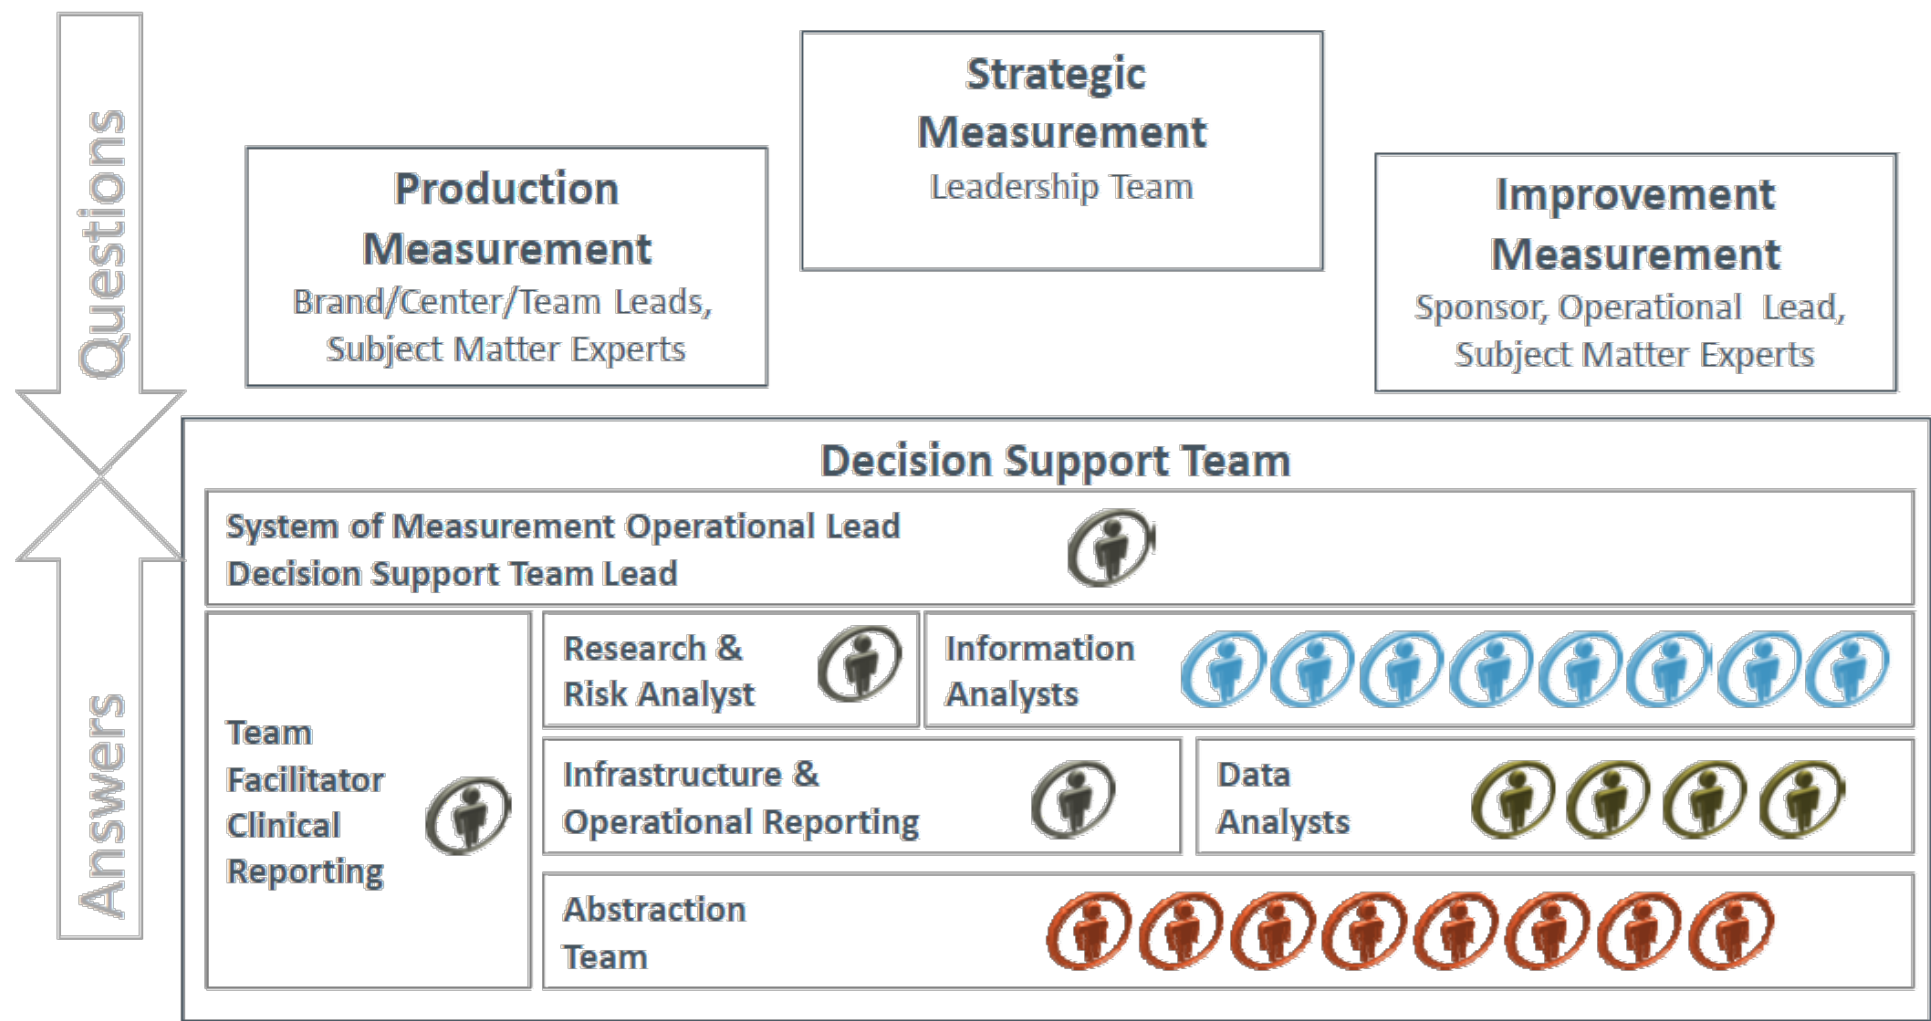 Questions
Answers
Strategic
Measurement
Leadership Team
Production
Measurement
Brand/Center/Team Leads,
Subject Matter Experts
Improvement
Measurement
Sponsor, Operational Lead,
Subject Matter Experts
Decision Support Team
System of Measurement Operational Lead
Decision Support Team Lead
Team
Facilitator
Clinical
Reporting
Research &
Risk Analyst
Information
Analysts
Infrastructure &
Operational Reporting
Data
Analysts
Abstraction
Team